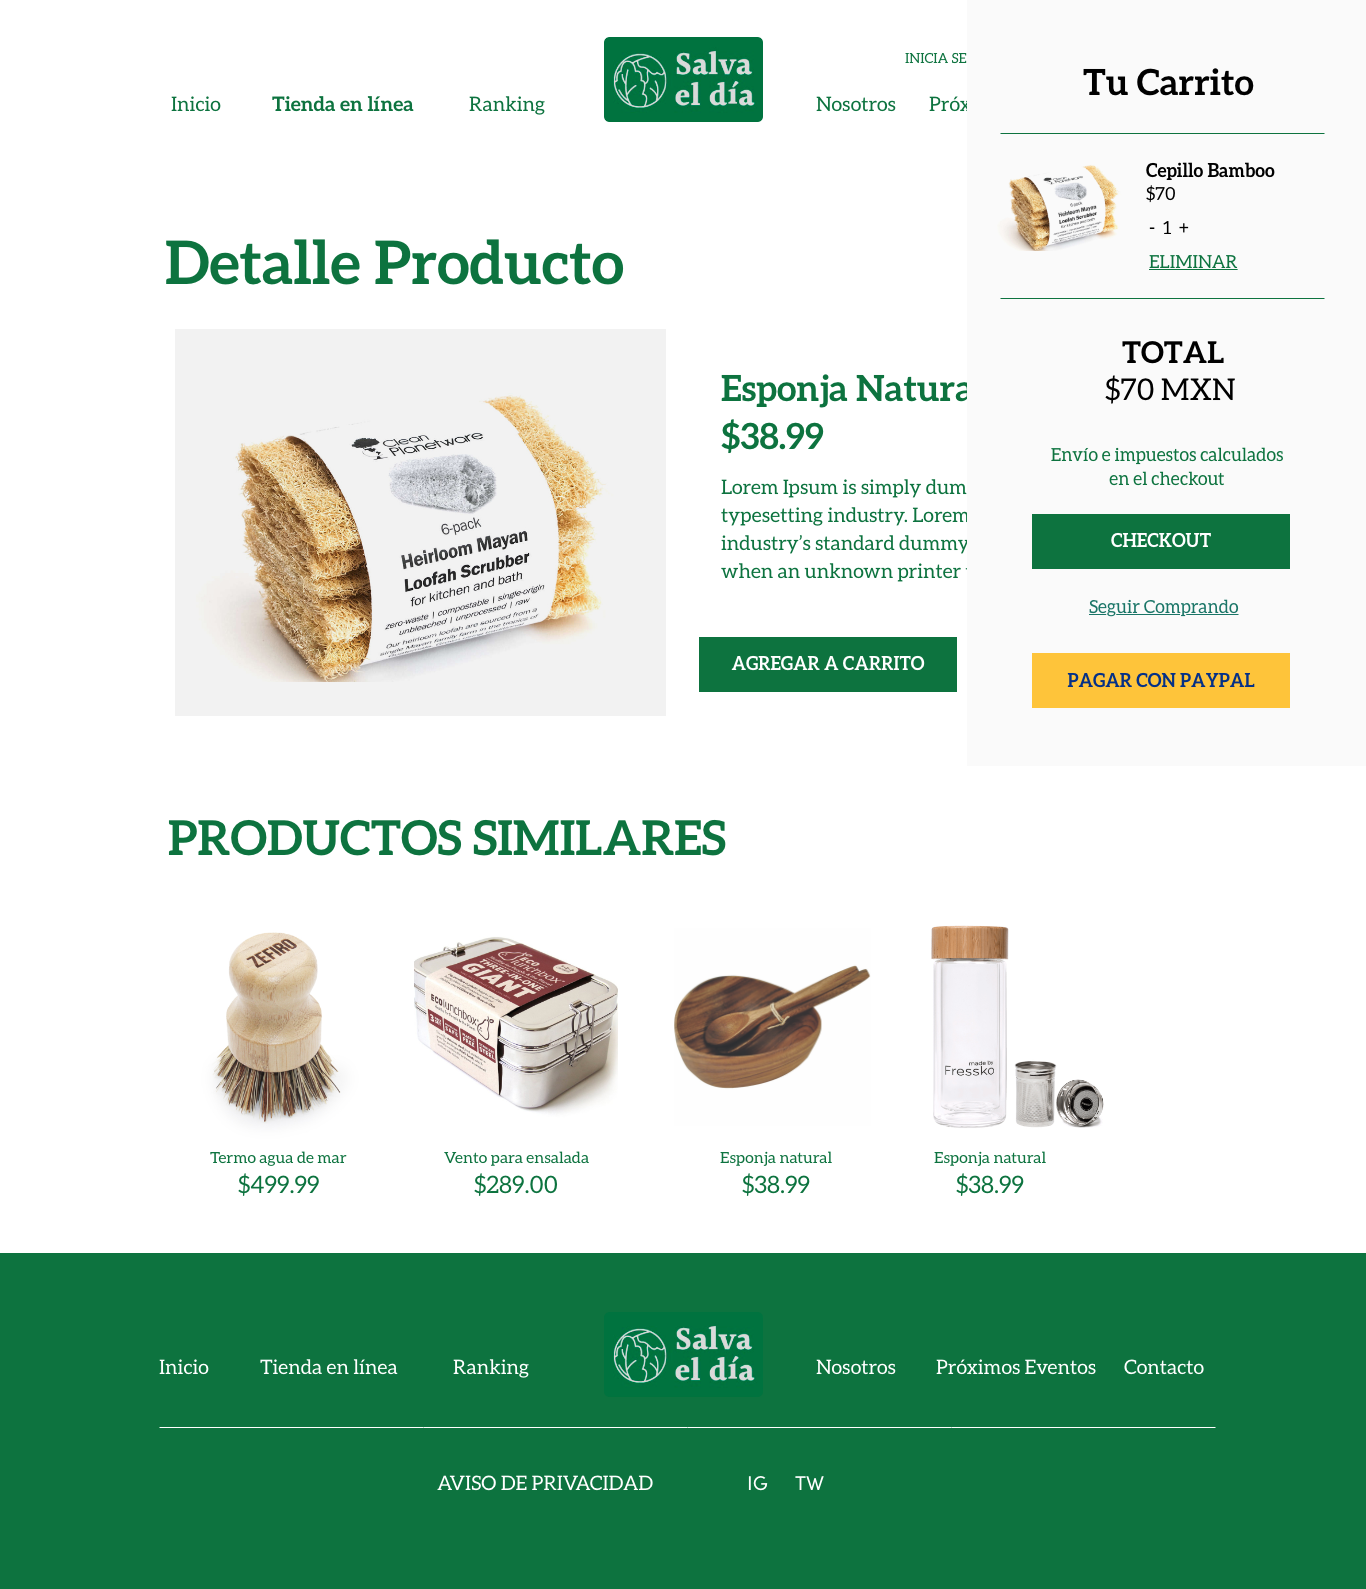 INICIA SE
Inicio
Tienda en línea
Ranking
Salva
el día
Nosotros
Próx
Tu Carrito
Cepillo Bamboo
$70
- 1 +
ELIMINAR
TOTAL
$70 MXN
Envío e impuestos calculados
en el checkout
CHECKOUT
Seguir Comprando
PAGAR CON PAYPAL
Detalle Producto
Clean
Planetware
6-pack
Heirloom Mayan
Loofah Scrubber
for kitchen and bath
zero-waste | compostable | single-origin
unbleached | unprocessed | raw
Our heirloom loofah are sourced from a
single Mayan family farm in the tropics of
Esponja Natura
$38.99
Lorem Ipsum is simply dum
typesetting industry. Lorem
industry's standard dummy
when an unknown printer
AGREGAR A CARRITO
PRODUCTOS SIMILARES
ZEFIRO
ECO
lunchbox
THREE-IN-ONE
GIANT
ECOlunchbox
made by
Fressko
Termo agua de mar
$499.99
Vento para ensalada
$289.00
Esponja natural
$38.99
Esponja natural
$38.99
Inicio
Tienda en línea
Ranking
Salva
el día
Nosotros
Próximos Eventos
Contacto
AVISO DE PRIVACIDAD
IG
TW